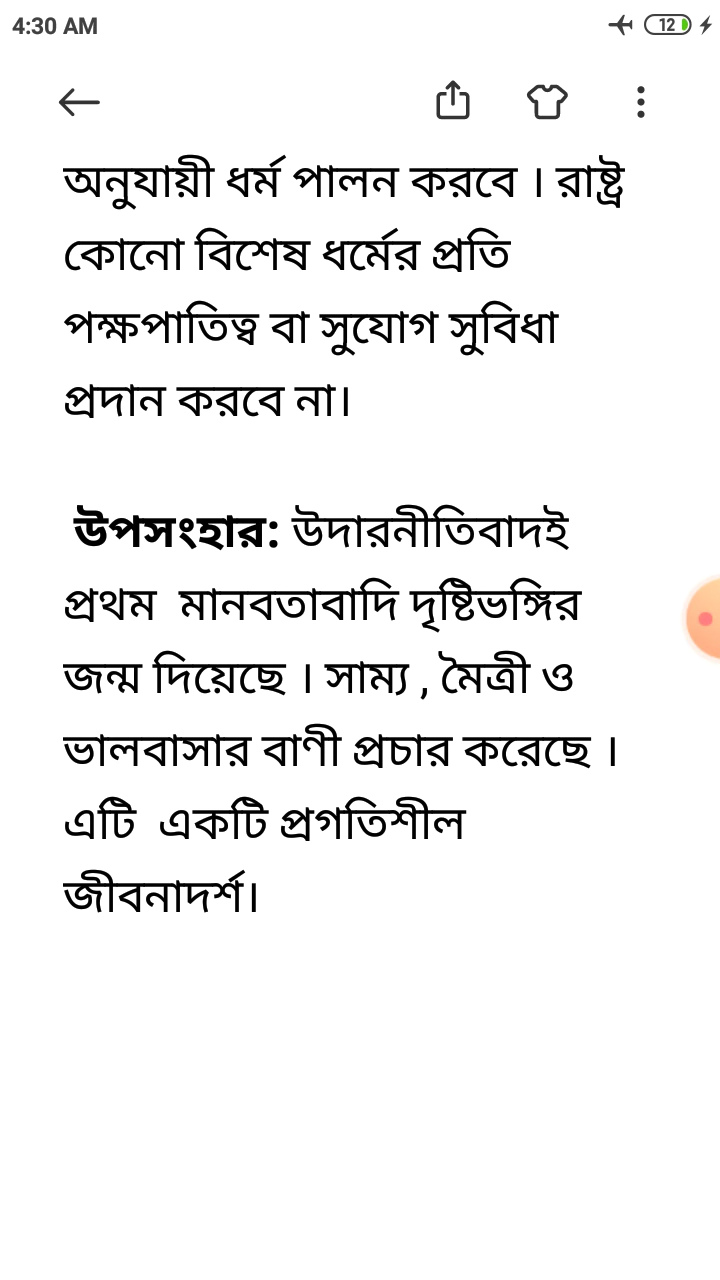 4:30 AM
12
অনুযায়ী ধর্ম পালন করবে । রাষ্ট্র
কোনো বিশেষ ধর্মের প্রতি
পক্ষপাতিত্ব বা সুযোগ সুবিধা
প্রদান করবে না।
উপসংহার: উদারনীতিবাদই
প্রথম  মানবতাবাদি দৃষ্টিভঙ্গির
জন্ম দিয়েছে । সাম্য , মৈত্রী ও
ভালবাসার বাণী প্রচার করেছে ।
এটি  একটি প্রগতিশীল
জীবনাদর্শ।